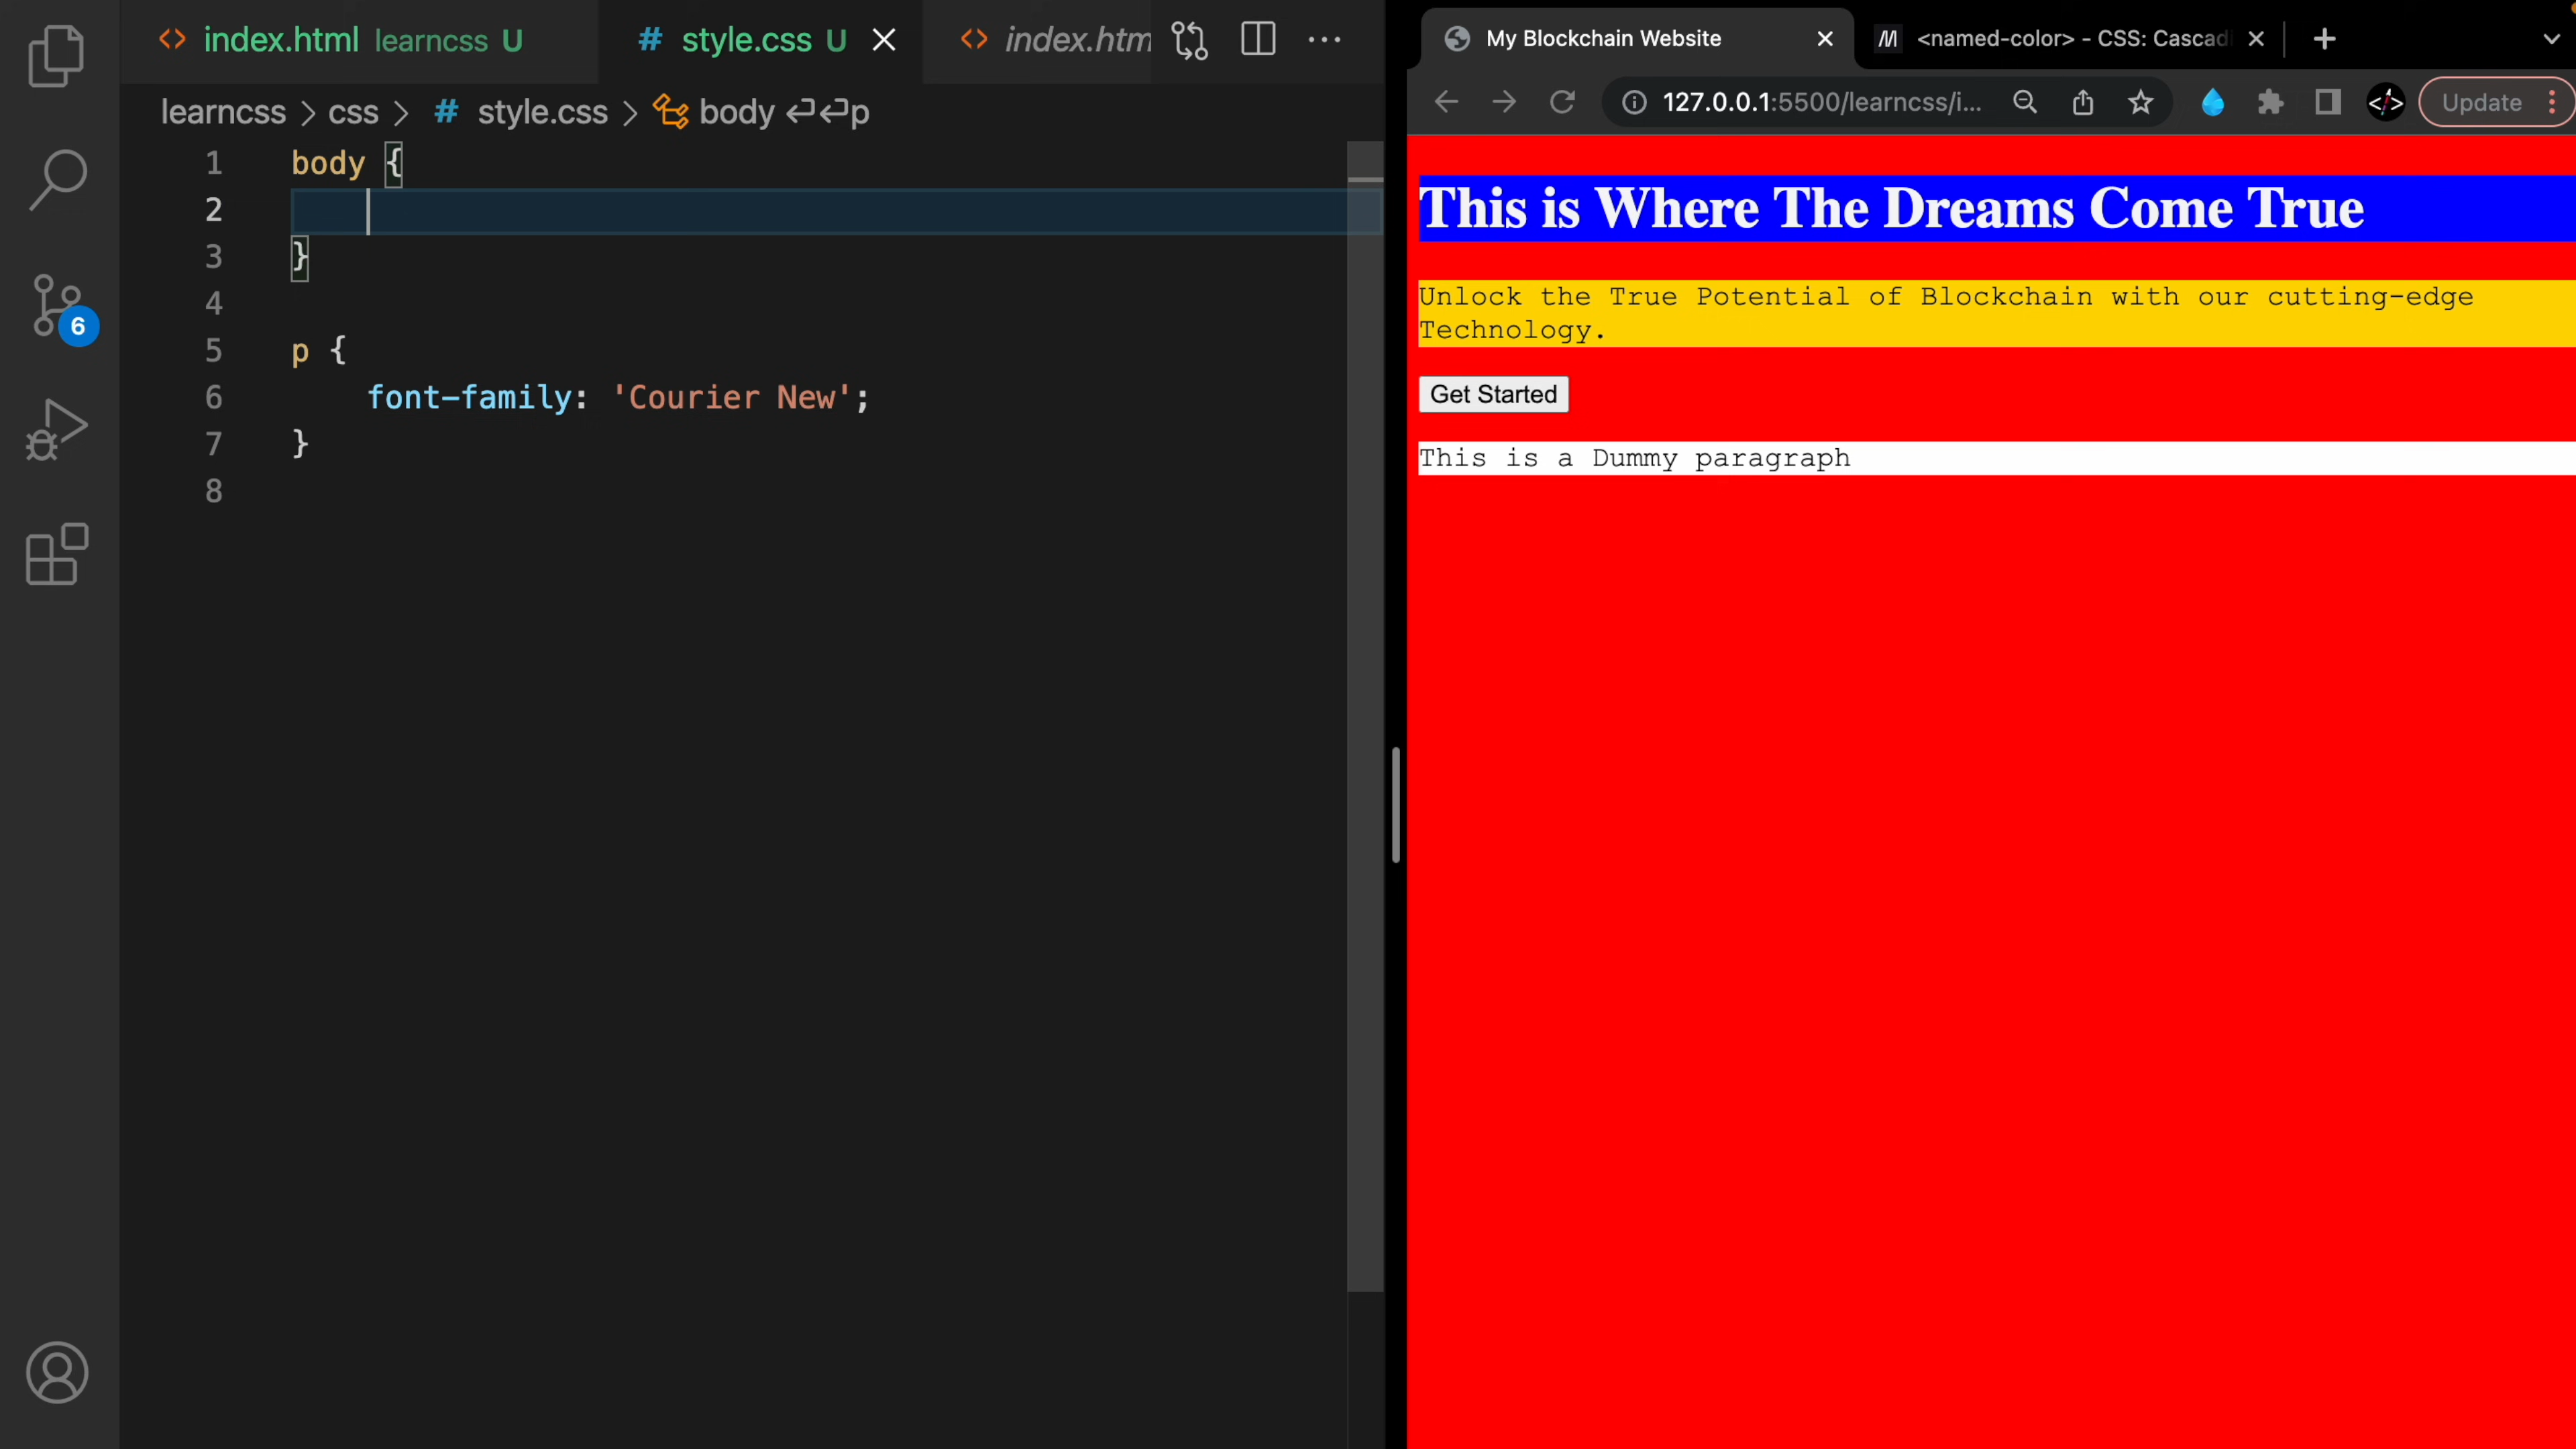 index.html learncss U
style.css U
index.htm
learncss > css > # style.css > body ↵↵p
1 body {
2
3 }
4
5 p {
6 font-family: 'Courier New';
7 }
8
6
My Blockchain Website
<named-color> - CSS: Cascad
127.0.0.1:5500/learncss/i...
Update
This is Where The Dreams Come True
Unlock the True Potential of Blockchain with our cutting-edge
Technology.
Get Started
This is a Dummy paragraph